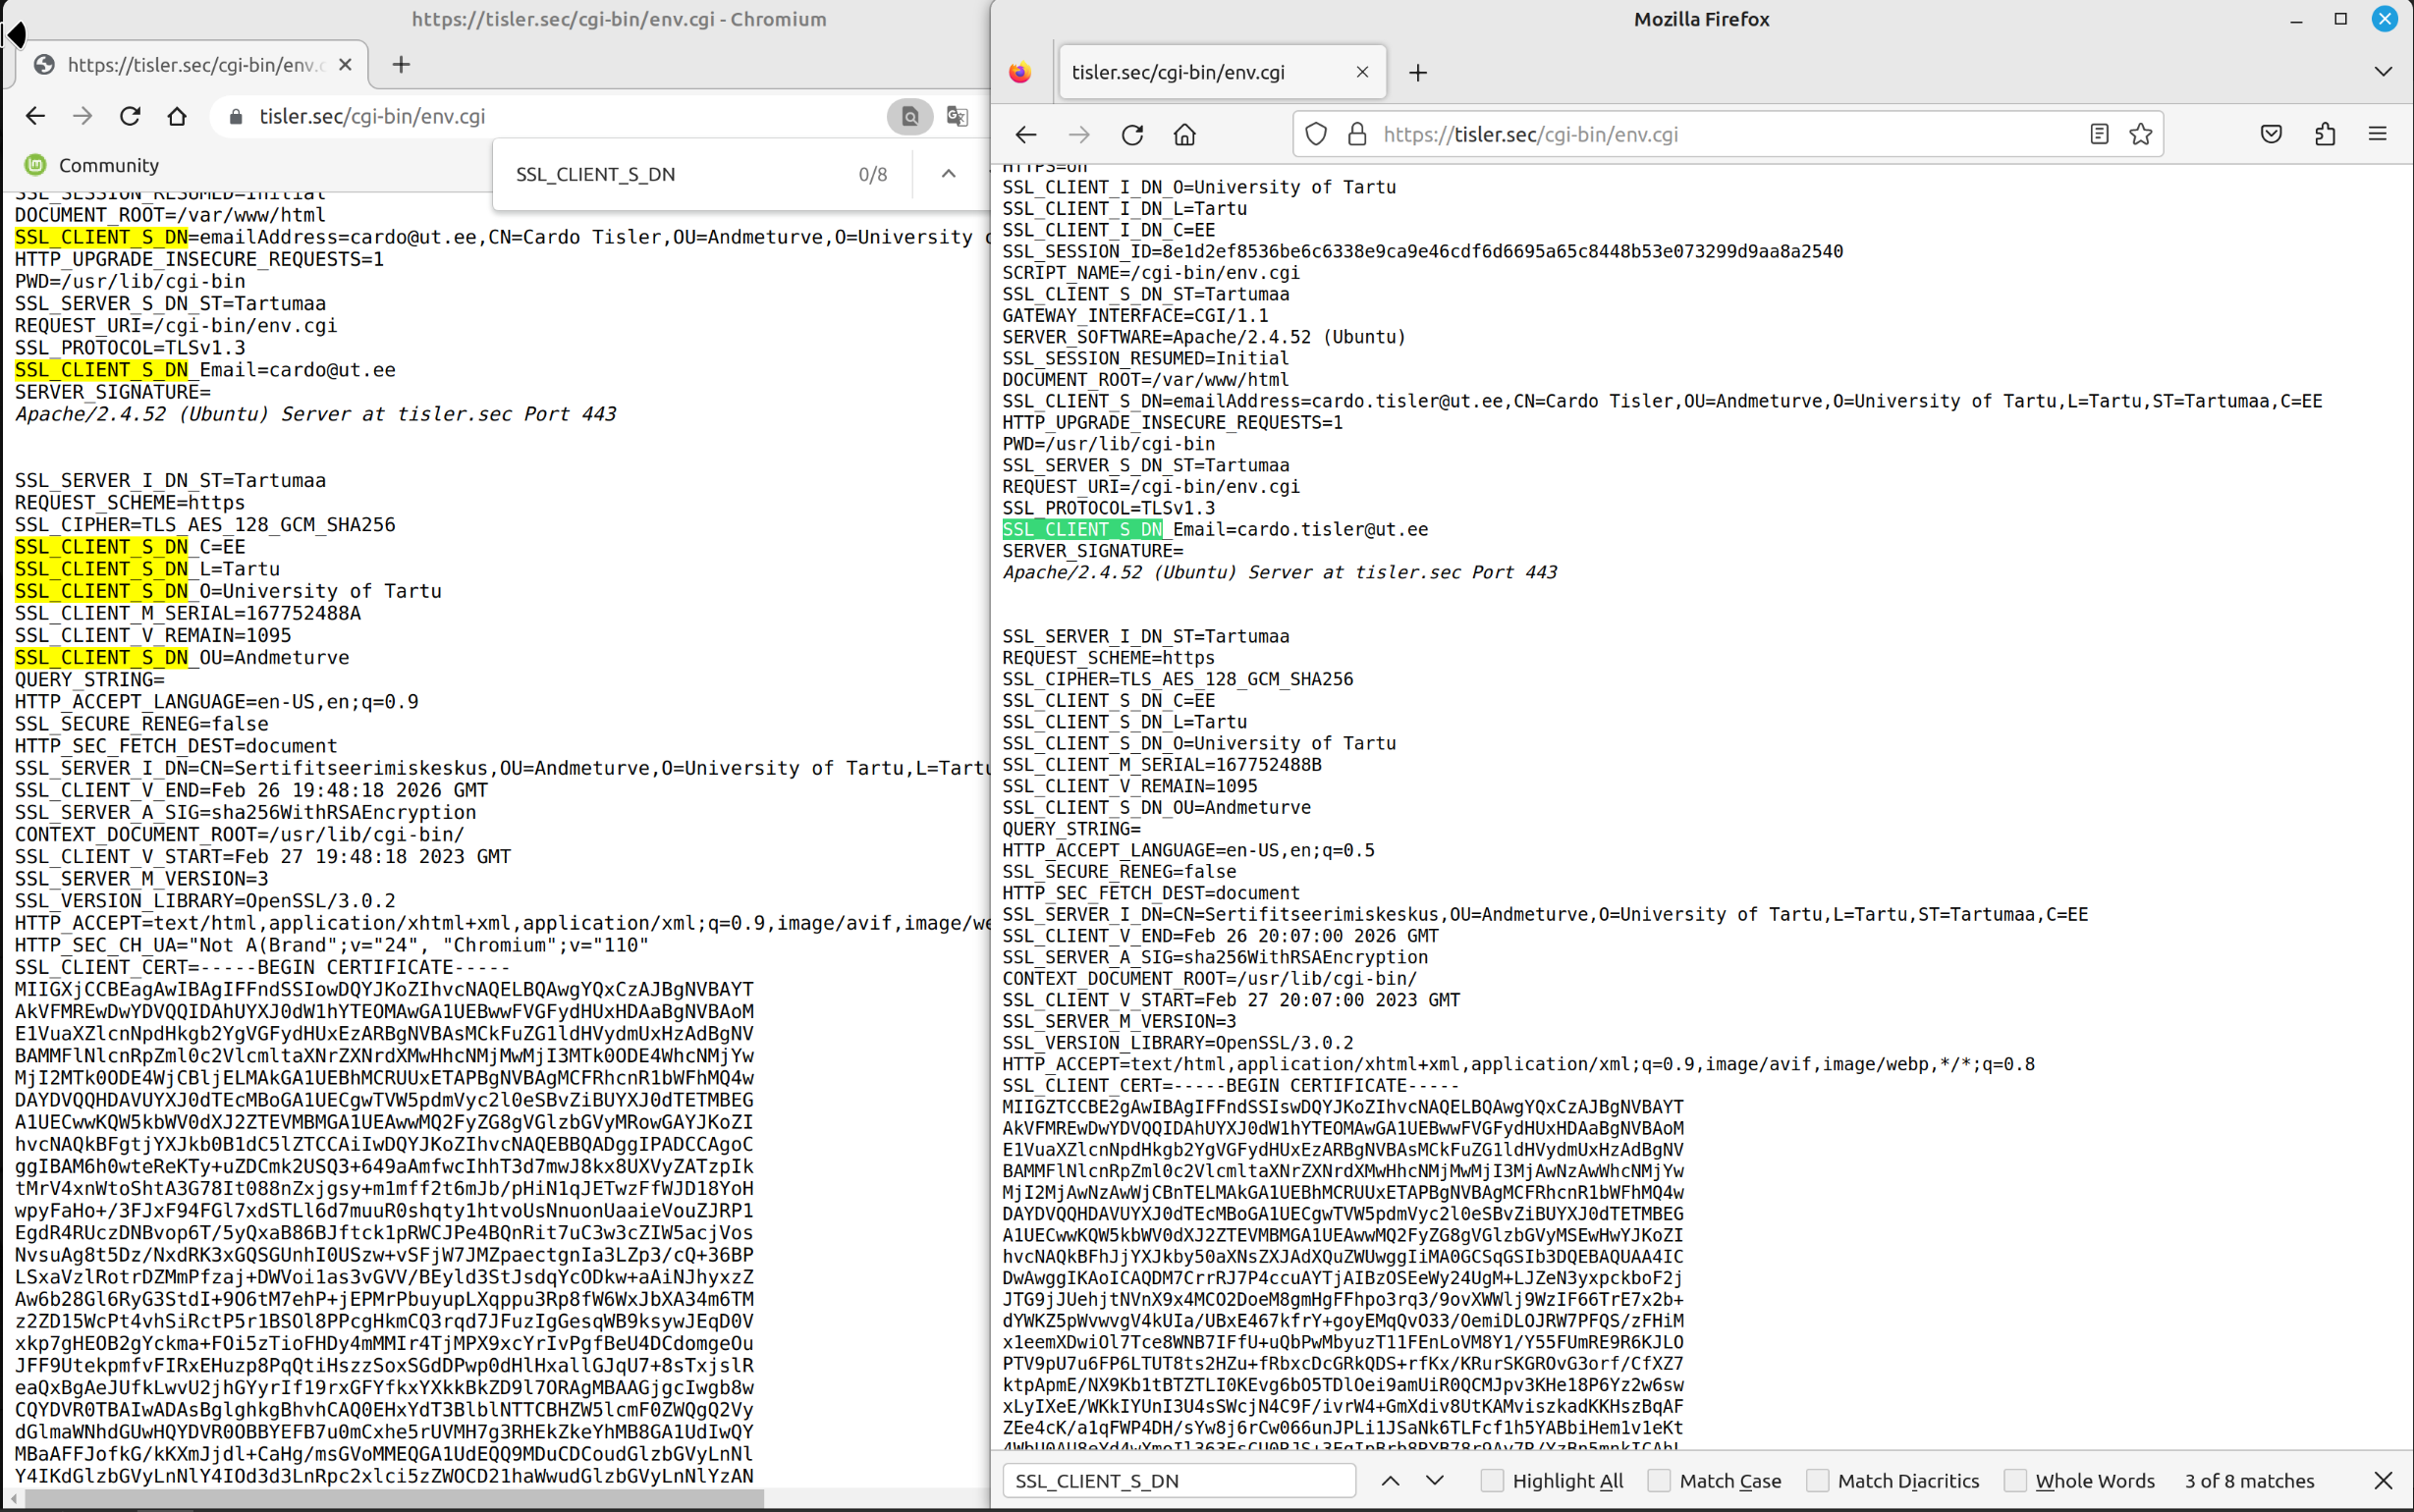 https://tisler.sec/cgi-bin/env.cgi - Chromium
https://tisler.sec/cgi-bin/env.c
tisler.sec/cgi-bin/env.cgi
Community
SSL_CLIENT_S_DN
0/8
SSL_SESSION_RESUMED=Initial
DOCUMENT_ROOT=/var/www/html
SSL_CLIENT_S_DN=emailAddress=cardo@ut.ee,CN=Cardo Tisler,OU=Andmeturve,O=University
HTTP_UPGRADE_INSECURE_REQUESTS=1
PWD=/usr/lib/cgi-bin
SSL_SERVER_S_DN_ST=Tartumaa
REQUEST_URI=/cgi-bin/env.cgi
SSL_PROTOCOL=TLSv1.3
SSL_CLIENT_S_DN_Email=cardo@ut.ee
SERVER_SIGNATURE=
Apache/2.4.52 (Ubuntu) Server at tisler.sec Port 443
SSL_SERVER_I_DN_ST=Tartumaa
REQUEST_SCHEME=https
SSL_CIPHER=TLS_AES_128_GCM_SHA256
SSL_CLIENT_S_DN_C=EE
SSL_CLIENT_S_DN_L=Tartu
SSL_CLIENT_S_DN_O=University of Tartu
SSL_CLIENT_M_SERIAL=167752488A
SSL_CLIENT_V_REMAIN=1095
SSL_CLIENT_S_DN_OU=Andmeturve
QUERY_STRING=
HTTP_ACCEPT_LANGUAGE=en-US,en;q=0.9
SSL_SECURE_RENEG=false
HTTP_SEC_FETCH_DEST=document
SSL_SERVER_I_DN=CN=Sertifitseerimiskeskus,OU=Andmeturve,O=University of Tartu,L=Tartu
SSL_CLIENT_V_END=Feb 26 19:48:18 2026 GMT
SSL_SERVER_A_SIG=sha256WithRSAEncryption
CONTEXT_DOCUMENT_ROOT=/usr/lib/cgi-bin/
SSL_CLIENT_V_START=Feb 27 19:48:18 2023 GMT
SSL_SERVER_M_VERSION=3
SSL_VERSION_LIBRARY=OpenSSL/3.0.2
HTTP_ACCEPT=text/html,application/xhtml+xml,application/xml;q=0.9,image/avif,image/we
HTTP_SEC_CH_UA="Not A(Brand";v="24", "Chromium";v="110"
SSL_CLIENT_CERT=-----BEGIN CERTIFICATE-----
MIIGXjCCBEagAwIBAgIFFndSSIowDQYJKoZIhvcNAQELBQAwgYQxCzAJBgNVBAYT
AkVFMREwDwYDVQQIDAhUYXJ0dW1hYTEOMAwGA1UEBwwFVGFydHUxHDAaBgNVBAoM
E1VuaXZlcnNpdHkgb2YgVGFydHUxEzARBgNVBAsMCkFuZG1ldHVydmUxHzAdBgNV
BAMMFlNlcnRpZml0c2VlcmltaXNrZXNrdXMwHhcNMjMwMjI3MTk0ODE4WhcNMjYw
MjI2MTk0ODE4WjCBljELMAkGA1UEBhMCRUUxETAPBgNVBAgMCFRhcnR1bWFhMQ4w
DAYDVQQHDAVUYXJ0dTEcMBoGA1UECgwTVW5pdmVyc2l0eSBvZiBUYXJ0dTETMBEG
A1UECwwKQW5kbWV0dXJ2ZTEVMBMGA1UEAwwMQ2FyZG8gVGlzbGVyMRowGAYJKoZI
hvcNAQkBFgtjYXJkb0B1dC5lZTCCAiIwDQYJKoZIhvcNAQEBBQADggIPADCCAgoC
ggIBAM6h0wteReKTy+uZDCmk2USQ3+649aAmfwcIhhT3d7mwJ8kx8UXVyZATzpIk
tMrV4xnWtoShtA3G78It088nZxjgsy+m1mff2t6mJb/pHiN1qJETwzFfWJD18YoH
wpyFaHo+/3FJxF94FGl7xdSTLl6d7muuR0shqty1htvoUsNnuonUaaieVouZJRP1
EgdR4RUczDNBvop6T/5yQxaB86BJftck1pRWCJPe4BQnRit7uC3w3cZIW5acjVos
NvsuAg8t5Dz/NxdRK3xGQSGUnhI0USzw+vSFjW7JMZpaectgnIa3LZp3/cQ+36BP
LSxaVzlRotrDZMmPfzaj+DWVoi1as3vGVV/BEyld3StJsdqYcODkw+aAiNJhyxzZ
Aw6b28Gl6RyG3StdI+9O6tM7ehP+jEPMrPbuyupLXqppu3Rp8fW6WxJbXA34m6TM
z2ZD15WcPt4vhSiRctP5r1BSOl8PPcgHkmCQ3rqd7JFuzIgGesqWB9ksywJEqD0V
xkp7gHEOB2gYckma+FOi5zTioFHDy4mMMIr4TjMPX9xcYrIvPgfBeU4DCdomgeOu
JFF9UtekpmfvFIRxEHuzp8PqQtiHszzSoxSGdDPwp0dHlHxallGJqU7+8sTxjslR
eaQxBgAeJUfkLwvU2jhGYyrIf19rxGFYfkxYXkkBkZD9l7ORAgMBAAGjgcIwgb8w
CQYDVR0TBAIwADAsBglghkgBhvhCAQ0EHxYdT3BlblNTTCBHZW5lcmF0ZWQgQ2Vy
dGlmaWNhdGUwHQYDVR0OBBYEFB7u0mCxhe5rUVMH7g3RHEkZkeYhMB8GA1UdIwQY
MBaAFFJofkG/kKXmJjdl+CaHg/msGVoMMEQGA1UdEQQ9MDuCDCoudGlzbGVyLnNl
Y4IKdGlzbGVyLnNlY4IOd3d3LnRpc2xlci5zZWOCD21haWwudGlzbGVyLnNlYzAN
Mozilla Firefox
tisler.sec/cgi-bin/env.cgi
https://tisler.sec/cgi-bin/env.cgi
HTTPS=on
SSL_CLIENT_I_DN_O=University of Tartu
SSL_CLIENT_I_DN_L=Tartu
SSL_CLIENT_I_DN_C=EE
SSL_SESSION_ID=8e1d2ef8536be6c6338e9ca9e46cdf6d6695a65c8448b53e073299d9aa8a2540
SCRIPT_NAME=/cgi-bin/env.cgi
SSL_CLIENT_S_DN_ST=Tartumaa
GATEWAY_INTERFACE=CGI/1.1
SERVER_SOFTWARE=Apache/2.4.52 (Ubuntu)
SSL_SESSION_RESUMED=Initial
DOCUMENT_ROOT=/var/www/html
SSL_CLIENT_S_DN=emailAddress=cardo.tisler@ut.ee,CN=Cardo Tisler,OU=Andmeturve,O=University of Tartu,L=Tartu,ST=Tartumaa,C=EE
HTTP_UPGRADE_INSECURE_REQUESTS=1
PWD=/usr/lib/cgi-bin
SSL_SERVER_S_DN_ST=Tartumaa
REQUEST_URI=/cgi-bin/env.cgi
SSL_PROTOCOL=TLSv1.3
SSL_CLIENT_S_DN_Email=cardo.tisler@ut.ee
SERVER_SIGNATURE=
Apache/2.4.52 (Ubuntu) Server at tisler.sec Port 443
SSL_SERVER_I_DN_ST=Tartumaa
REQUEST_SCHEME=https
SSL_CIPHER=TLS_AES_128_GCM_SHA256
SSL_CLIENT_S_DN_C=EE
SSL_CLIENT_S_DN_L=Tartu
SSL_CLIENT_S_DN_O=University of Tartu
SSL_CLIENT_M_SERIAL=167752488B
SSL_CLIENT_V_REMAIN=1095
SSL_CLIENT_S_DN_OU=Andmeturve
QUERY_STRING=
HTTP_ACCEPT_LANGUAGE=en-US,en;q=0.5
SSL_SECURE_RENEG=false
HTTP_SEC_FETCH_DEST=document
SSL_SERVER_I_DN=CN=Sertifitseerimiskeskus,OU=Andmeturve,O=University of Tartu,L=Tartu,ST=Tartumaa,C=EE
SSL_CLIENT_V_END=Feb 26 20:07:00 2026 GMT
SSL_SERVER_A_SIG=sha256WithRSAEncryption
CONTEXT_DOCUMENT_ROOT=/usr/lib/cgi-bin/
SSL_CLIENT_V_START=Feb 27 20:07:00 2023 GMT
SSL_SERVER_M_VERSION=3
SSL_VERSION_LIBRARY=OpenSSL/3.0.2
HTTP_ACCEPT=text/html,application/xhtml+xml,application/xml;q=0.9,image/avif,image/webp,*/*;q=0.8
SSL_CLIENT_CERT=-----BEGIN CERTIFICATE-----
MIIGZTCCBE2gAwIBAgIFFndSSIswDQYJKoZIhvcNAQELBQAwgYQxCzAJBgNVBAYT
AkVFMREwDwYDVQQIDAhUYXJ0dW1hYTEOMAwGA1UEBwwFVGFydHUxHDAaBgNVBAoM
E1VuaXZlcnNpdHkgb2YgVGFydHUxEzARBgNVBAsMCkFuZG1ldHVydmUxHzAdBgNV
BAMMFlNlcnRpZml0c2VlcmltaXNrZXNrdXMwHhcNMjMwMjI3MjAwNzAwWhcNMjYw
MjI2MjAwNzAwWjCBnTELMAkGA1UEBhMCRUUxETAPBgNVBAgMCFRhcnR1bWFhMQ4w
DAYDVQQHDAVUYXJ0dTEcMBoGA1UECgwTVW5pdmVyc2l0eSBvZiBUYXJ0dTETMBEG
A1UECwwKQW5kbWV0dXJ2ZTEVMBMGA1UEAwwMQ2FyZG8gVGlzbGVyMSEwHwYJKoZI
hvcNAQkBFhJjYXJkby50aXNsZXJAdXQuZWUwggIiMA0GCSqGSIb3DQEBAQUAA4IC
DwAwggIKAoICAQDM7CrrRJ7P4ccuAYTjAIBzOSEeWy24UgM+LJZeN3yxpckboF2j
JTG9jJUehjtNVnX9x4MCO2DoeM8gmHgFFhpo3rq3/9ovXWWlj9WzIF66TrE7x2b+
dYWKZ5pWvwvgV4kUIa/UBxE467kfrY+goyEMqQvO33/OemiDLOJRW7PFQS/zFHiM
x1eemXDwiOl7Tce8WNB7IFfU+uQbPwMbyuzT11FEnLoVM8Y1/Y55FUmRE9R6KJLO
PTV9pU7u6FP6LTUT8ts2HZu+fRbxcDcGRkQDS+rfKx/KRurSKGROvG3orf/CfXZ7
ktpApmE/NX9Kb1tBTZTLI0KEvg6bO5TDlOei9amUiR0QCMJpv3KHe18P6Yz2w6sw
xLyIXeE/WKkIYUnI3U4sSWcjN4C9F/ivrW4+GmXdiv8UtKAMviszkadKKHszBqAF
ZEe4cK/a1qFWP4DH/sYw8j6rCw066unJPLi1JSaNk6TLFcf1h5YABbiHem1v1eKt
SSL_CLIENT_S_DN
Highlight All
Match Case
Match Diacritics
Whole Words
3 of 8 matches